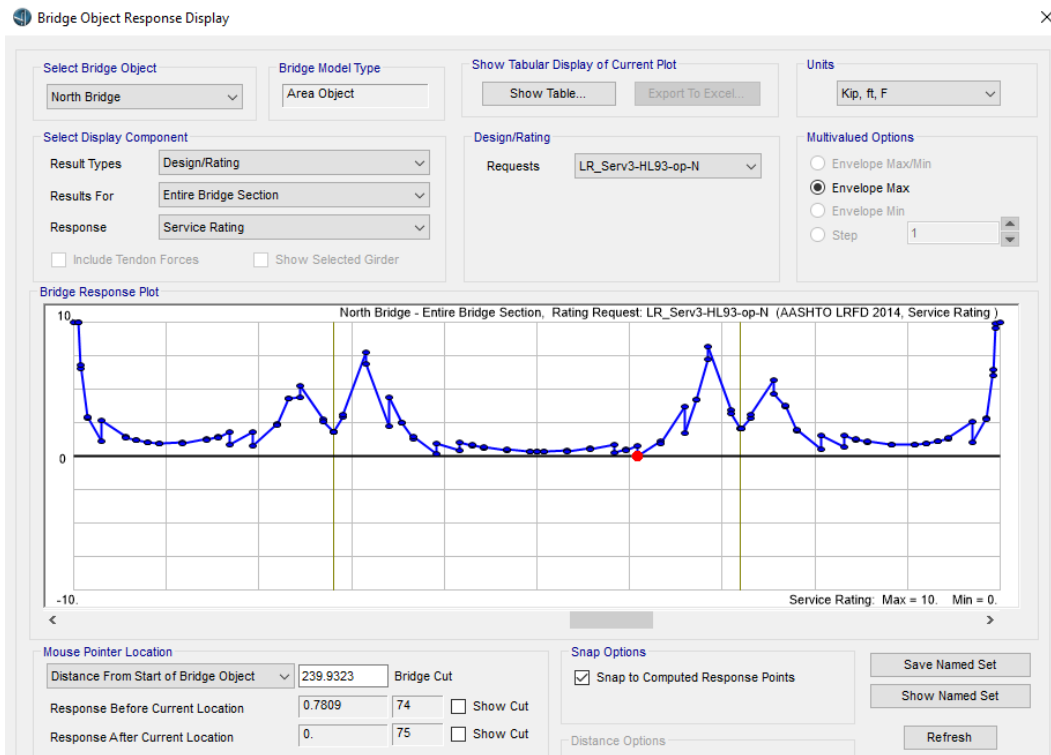 Bridge Object Response Display
Select Bridge Object
North Bridge
Bridge Model Type
Area Object
Show Tabular Display of Current Plot
Show Table...
Export To Excel...
Units
Kip, ft, F
Select Display Component
Result Types
Design/Rating
Results For
Entire Bridge Section
Response
Service Rating
Include Tendon Forces
Show Selected Girder
Design/Rating
Requests
LR_Serv3-HL93-op-N
Multivalued Options
Envelope Max/Min
Envelope Max
Envelope Min
Step
1
Bridge Response Plot
North Bridge - Entire Bridge Section, Rating Request: LR_Serv3-HL93-op-N (AASHTO LRFD 2014, Service Rating )
10.
0
-10.
Service Rating: Max = 10. Min = 0.
Mouse Pointer Location
Distance From Start of Bridge Object
239.9323
Bridge Cut
Response Before Current Location
0.7809
74
Show Cut
Response After Current Location
0.
75
Show Cut
Snap Options
Snap to Computed Response Points
Distance Options
Save Named Set
Show Named Set
Refresh